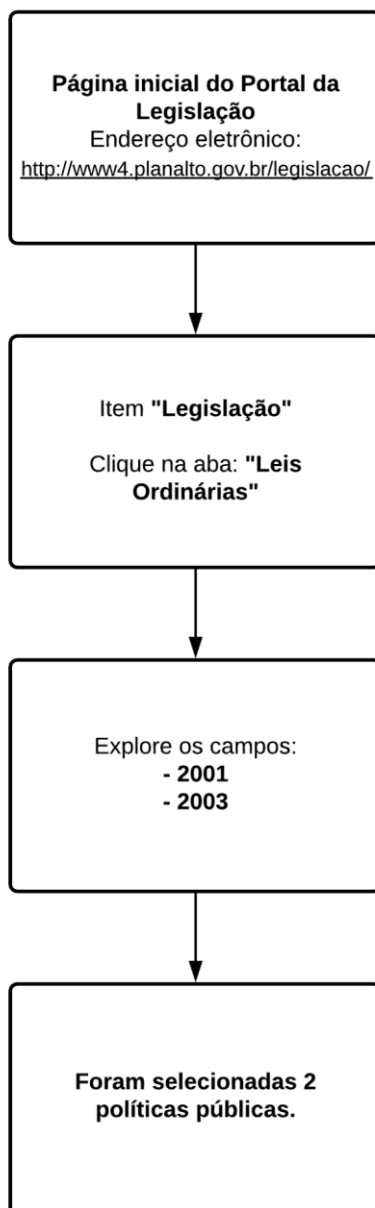 Página inicial do Portal da
Legislação
Endereço eletrônico:
http://www4.planalto.gov.br/legislacao/
Item "Legislação"
Clique na aba: "Leis
Ordinárias"
Explore os campos:
- 2001
- 2003
Foram selecionadas 2
políticas públicas.